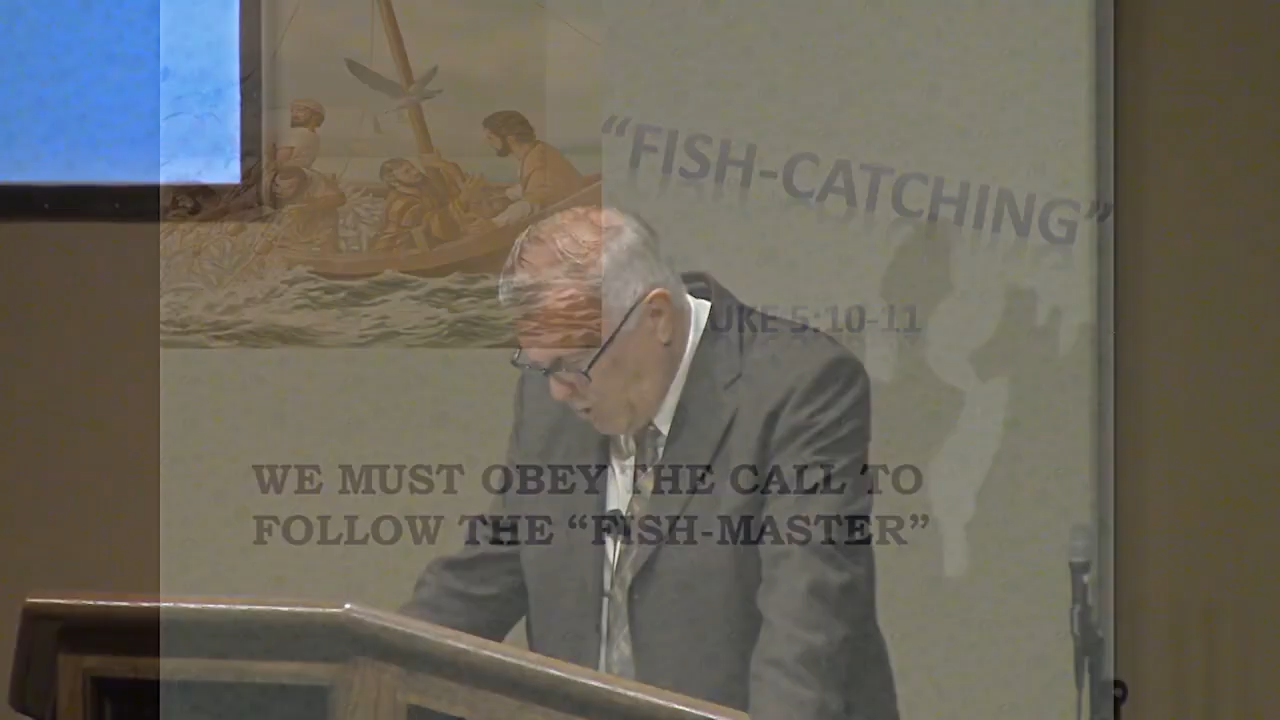 “FISH-CATCHING”
LUKE 5:10-11
WE MUST OBEY THE CALL TO
FOLLOW THE “FISH-MASTER”